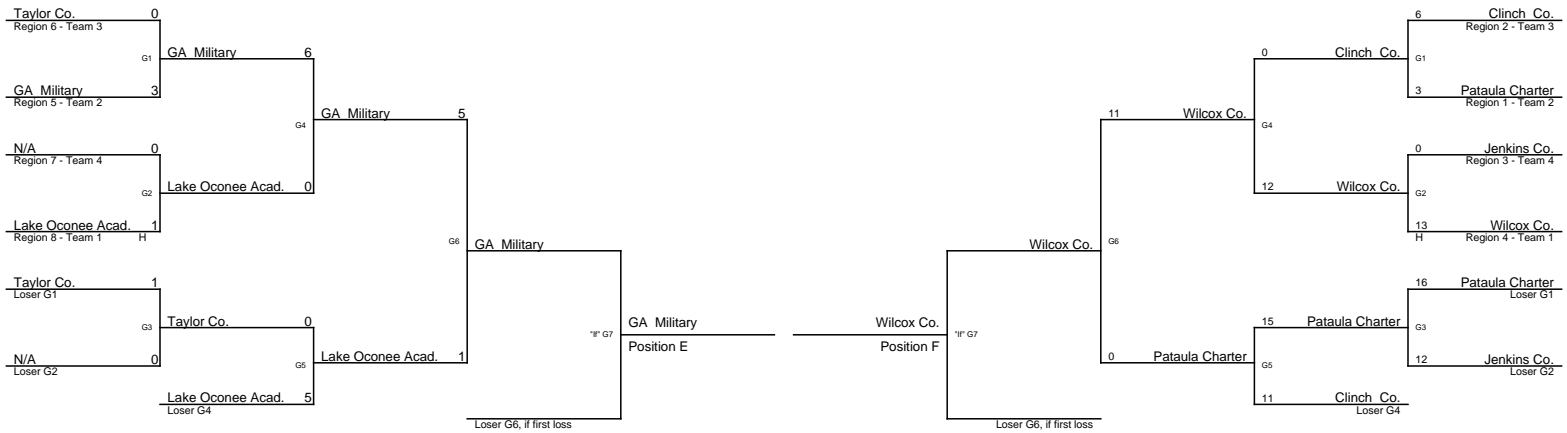 Taylor Co. 0
Region 6 - Team 3
G1 GA Military 6
GA Military 3
Region 5 - Team 2
G4 GA Military 5
N/A 0
Region 7 - Team 4
G2 Lake Oconee Acad. 0
Lake Oconee Acad. 1
Region 8 - Team 1 H
G6 GA Military
Taylor Co. 1
Loser G1
G3 Taylor Co. 0
N/A 0
Loser G2
G5 Lake Oconee Acad. 1
Lake Oconee Acad. 5
Loser G4
Loser G6, if first loss
"If" G7 GA Military
Position E
6 Clinch Co.
Region 2 - Team 3
0 Clinch Co. G1
3 Pataula Charter
Region 1 - Team 2
11 Wilcox Co. G4
0 Jenkins Co.
Region 3 - Team 4
12 Wilcox Co. G2
13 Wilcox Co.
H Region 4 - Team 1
Wilcox Co. G6
16 Pataula Charter
Loser G1
15 Pataula Charter G3
12 Jenkins Co.
Loser G2
0 Pataula Charter G5
11 Clinch Co.
Loser G4
Loser G6, if first loss
Wilcox Co. "If" G7
Position F